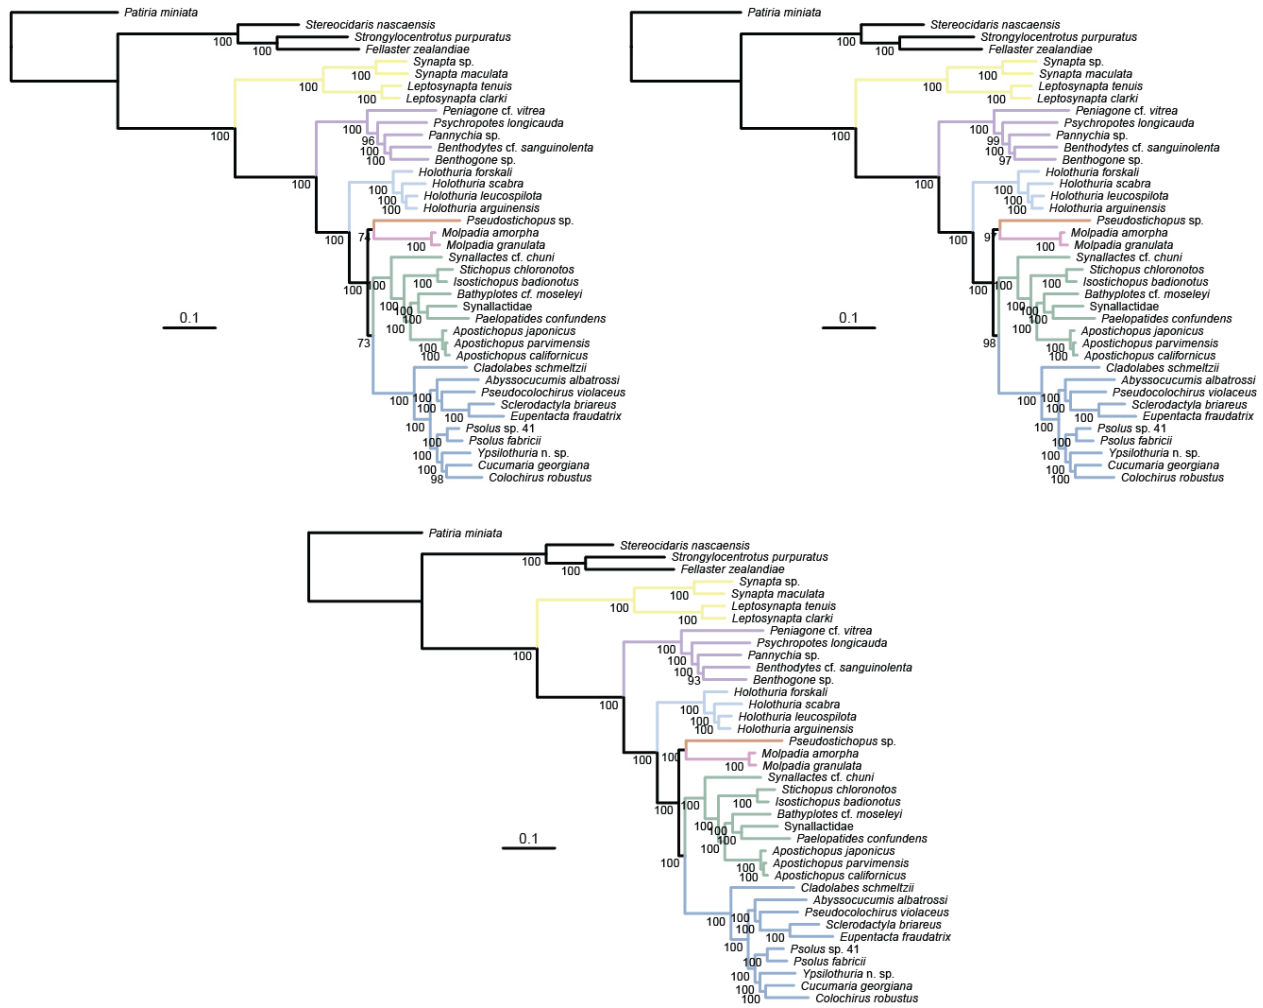 Patiria miniata
Stereocidaris nascaensis
100
Strongylocentrotus purpuratus
100
Fellaster zealandiae
Synapta sp.
100
Synapta maculata
100
Leptosynapta tenuis
100
Leptosynapta clarki
Peniagone cf. vitrea
100
Psychropotes longicauda
100
Pannychia sp.
96
Benthodytes cf. sanguinolenta
100
100
Benthogone sp.
Holothuria forskali
100
Holothuria scabra
100
100
Holothuria leucospilota
100
Holothuria arguinensis
Pseudostichopus sp.
74
Molpadia amorpha
100
100
Molpadia granulata
Synallactes cf. chuni
Stichopus chloronotos
100
100
100
Isostichopus badionotus
Bathyplotes cf. moseleyi
100
100
Synallactidae
100
Paelopatides confundens
100
0.1
Apostichopus japonicus
73
100
Apostichopus parvimensis
100
Apostichopus californicus
Cladolabes schmeltzii
Abyssocucumis albatrossi
100
100
Pseudocolochirus violaceus
100
Sclerodactyla briareus
100
Eupentacta fraudatrix
100
Psolus sp. 41
100
Psolus fabricii
100
Ypsilothuria n. sp.
100
Cucumaria georgiana
98
Colochirus robustus
Patiria miniata
Stereocidaris nascaensis
100
Strongylocentrotus purpuratus
100
Fellaster zealandiae
Synapta sp.
100
Synapta maculata
100
Leptosynapta tenuis
100
Leptosynapta clarki
Peniagone cf. vitrea
100
Psychropotes longicauda
100
Pannychia sp.
99
Benthodytes cf. sanguinolenta
100
97
Benthogone sp.
Holothuria forskali
100
Holothuria scabra
100
100
Holothuria leucospilota
100
Holothuria arguinensis
Pseudostichopus sp.
Molpadia amorpha
100
100
Molpadia granulata
Synallactes cf. chuni
Stichopus chloronotos
100
100
100
Isostichopus badionotus
Bathyplotes cf. moseleyi
100
100
Synallactidae
100
Paelopatides confundens
100
0.1
Apostichopus japonicus
98
100
Apostichopus parvimensis
100
Apostichopus californicus
Cladolabes schmeltzii
Abyssocucumis albatrossi
100
100
Pseudocolochirus violaceus
100
Sclerodactyla briareus
100
Eupentacta fraudatrix
100
Psolus sp. 41
100
Psolus fabricii
100
Ypsilothuria n. sp.
100
Cucumaria georgiana
100
Colochirus robustus
Patiria miniata
Stereocidaris nascaensis
100
Strongylocentrotus purpuratus
100
Fellaster zealandiae
Synapta sp.
100
Synapta maculata
100
Leptosynapta tenuis
100
Leptosynapta clarki
Peniagone cf. vitrea
100
Psychropotes longicauda
100
Pannychia sp.
100
Benthodytes cf. sanguinolenta
100
93
Benthogone sp.
Holothuria forskali
100
Holothuria scabra
100
100
Holothuria leucospilota
100
Holothuria arguinensis
Pseudostichopus sp.
100
Molpadia amorpha
100
100
Molpadia granulata
Synallactes cf. chuni
Stichopus chloronotos
100
100
100
Isostichopus badionotus
Bathyplotes cf. moseleyi
100
100
Synallactidae
100
Paelopatides confundens
100
0.1
Apostichopus japonicus
100
100
Apostichopus parvimensis
100
Apostichopus californicus
Cladolabes schmeltzii
Abyssocucumis albatrossi
100
100
Pseudocolochirus violaceus
100
Sclerodactyla briareus
100
Eupentacta fraudatrix
100
Psolus sp. 41
100
Psolus fabricii
100
Ypsilothuria n. sp.
100
Cucumaria georgiana
100
Colochirus robustus